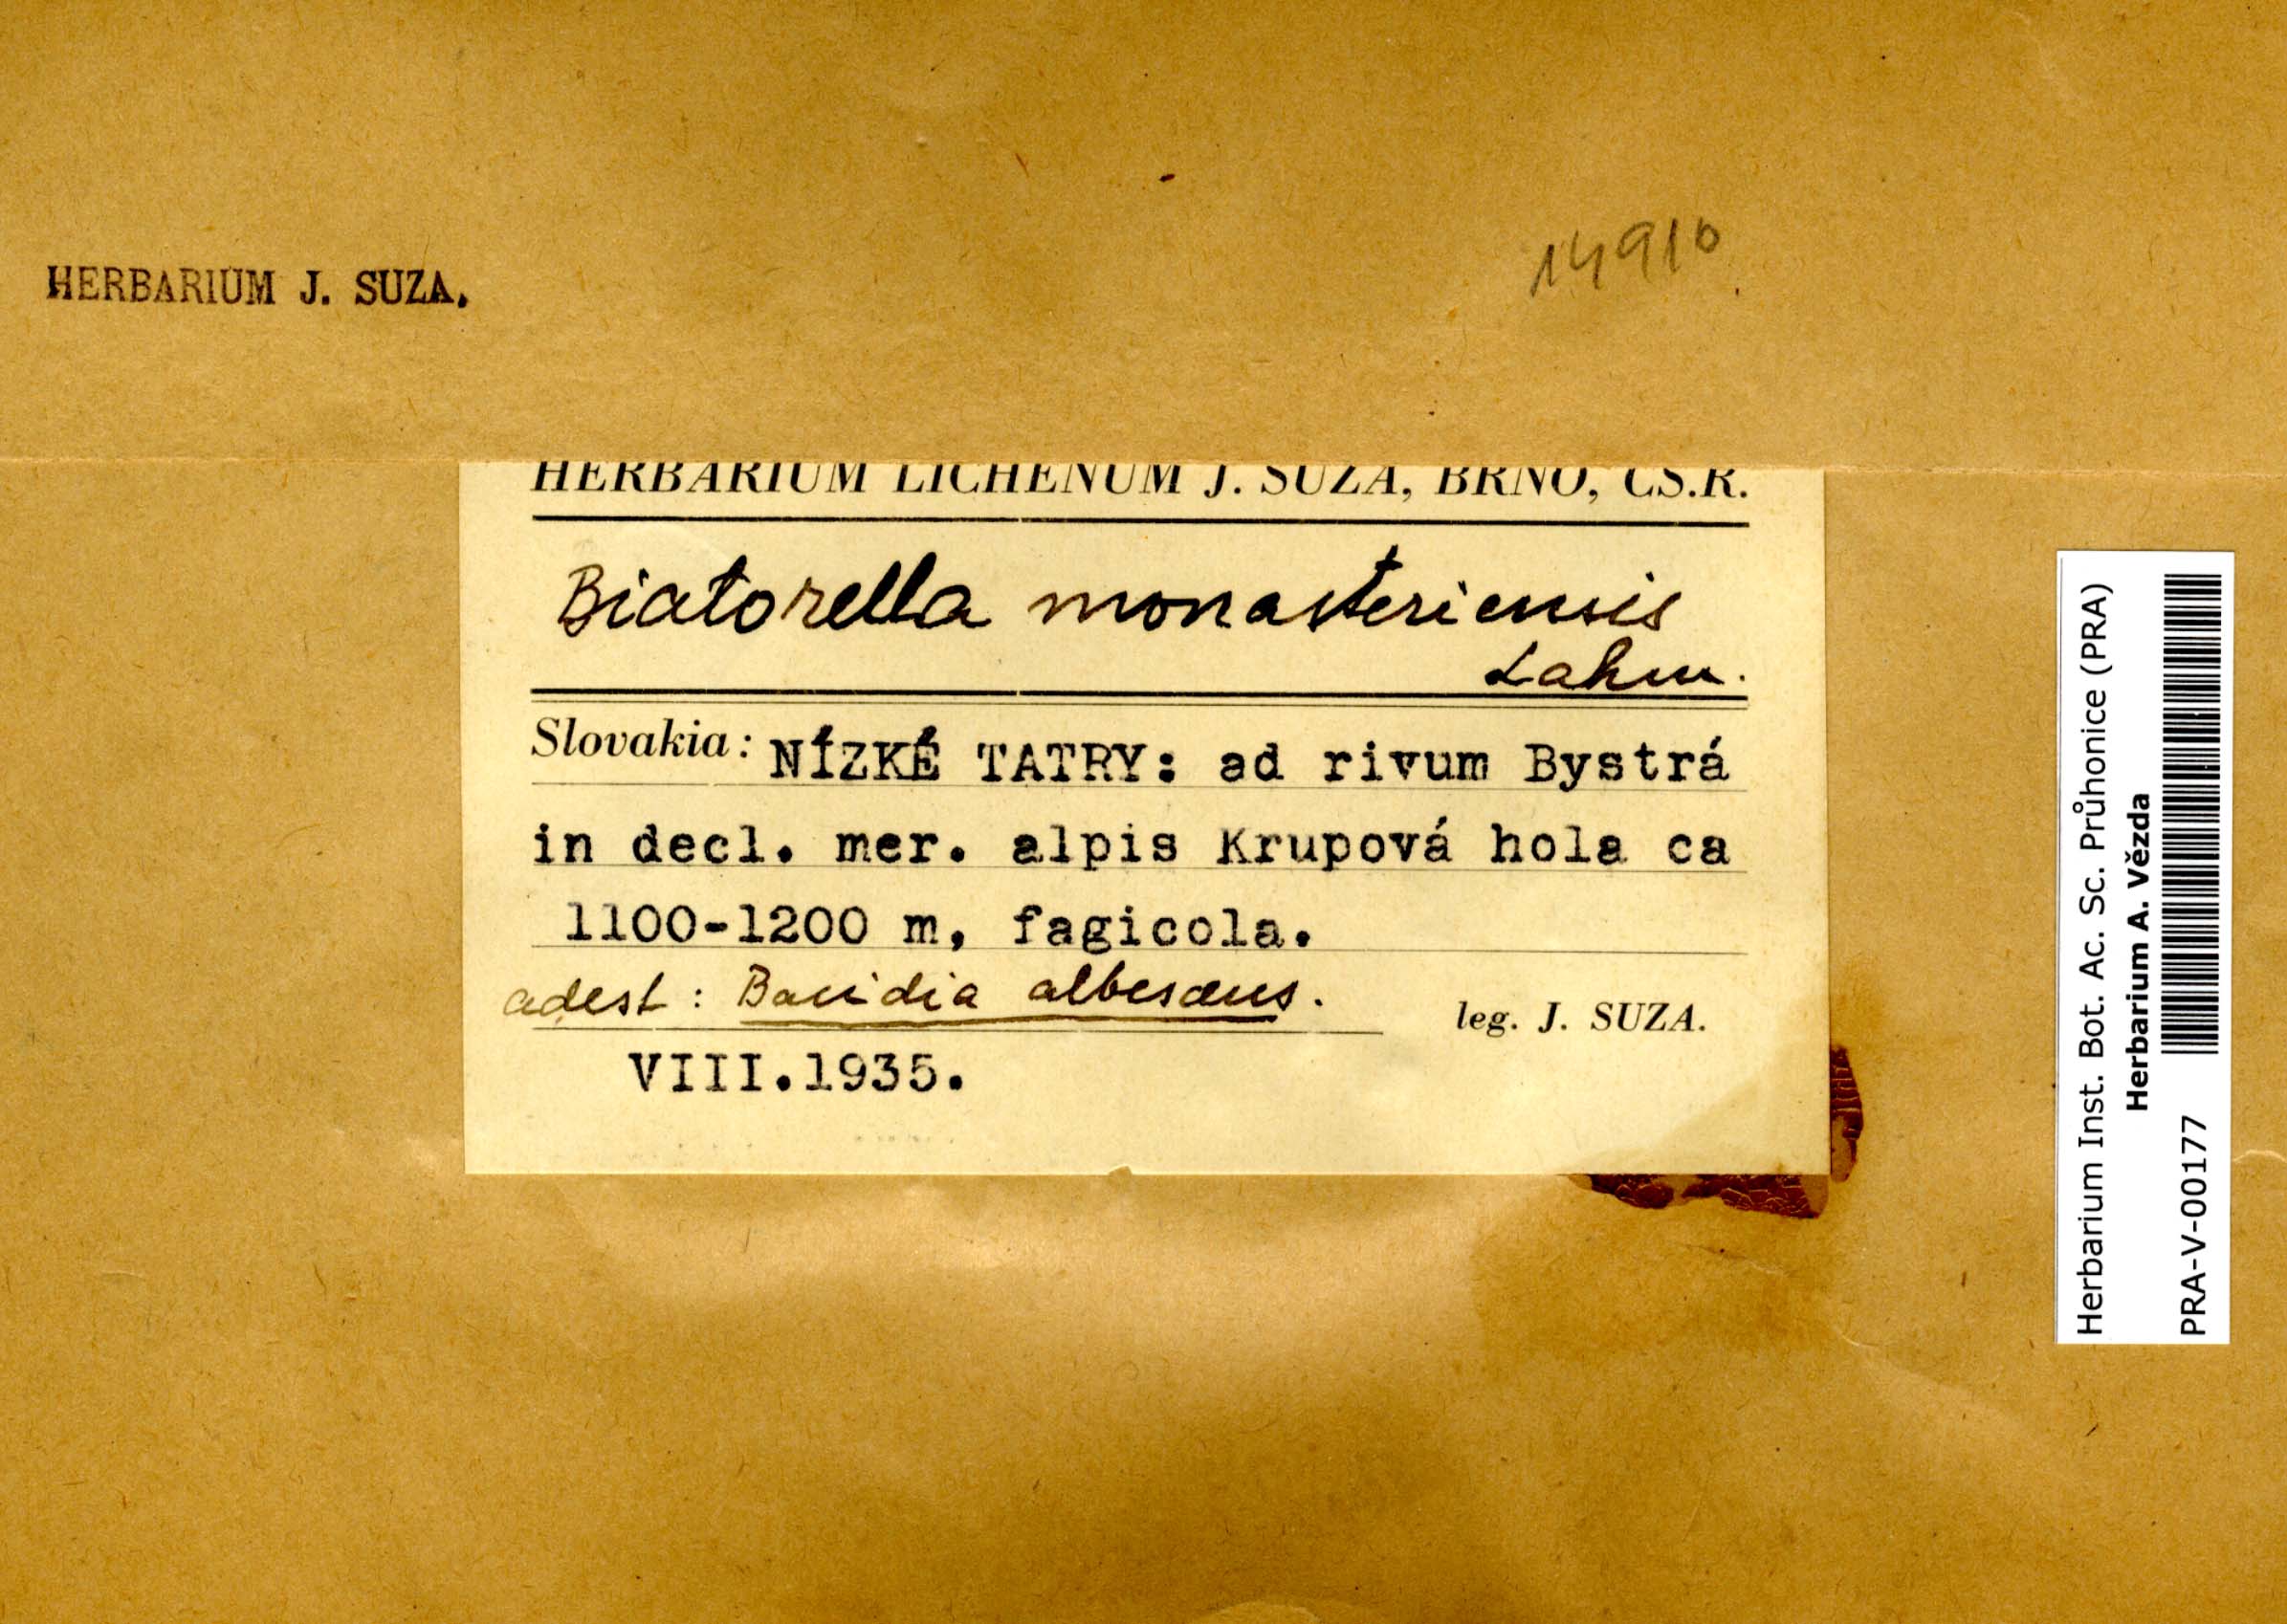 HERBARIUM J. SUZA.
14910
HERBARIUM LICHENUM J. SUZA, BRNO, ČS.R.
Biatorella monasteriensis
Lahm.
Slovakia: NÍZKÉ TATRY: ad rivum Bystrá
in decl. mer. alpis Krupová hola ca
1100-1200 m, fagicola.
adest: Bacidia albescens.
leg. J. SUZA.
VIII.1935.
Herbarium Inst. Bot. Ac. Sc. Průhonice (PRA)
Herbarium A. Vězda
PRA-V-00177